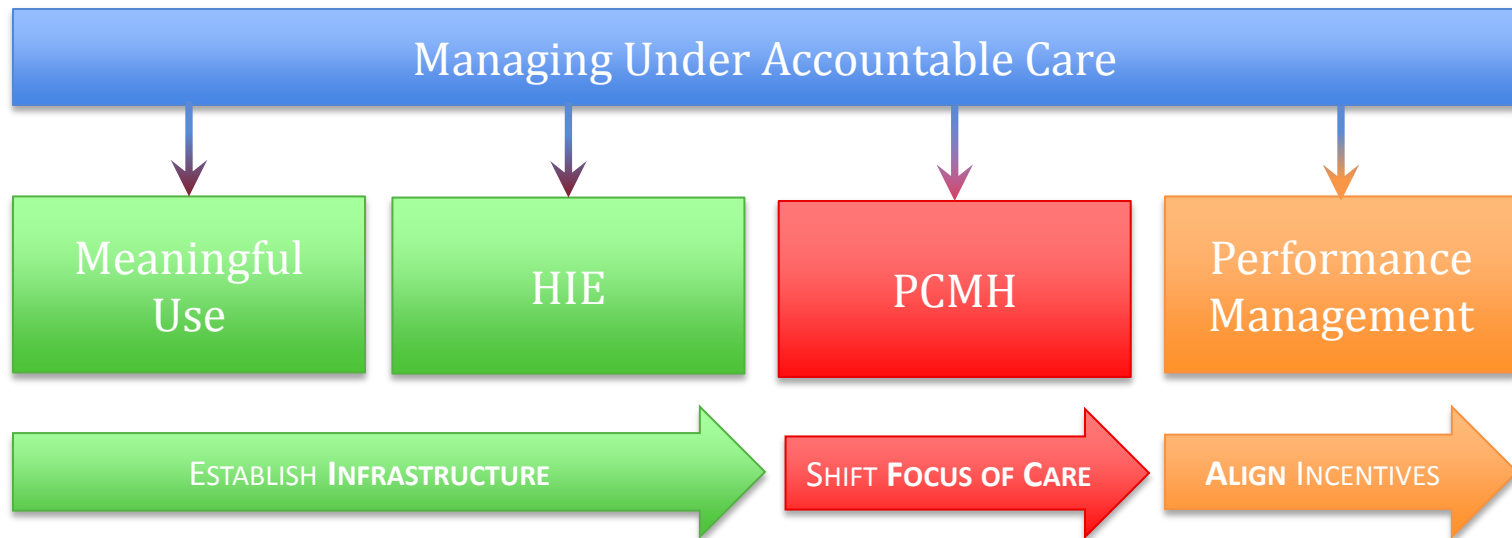 Managing Under Accountable Care
Meaningful
Use
HIE
PCMH
Performance
Management
ESTABLISH INFRASTRUCTURE
SHIFT FOCUS OF CARE
ALIGN INCENTIVES